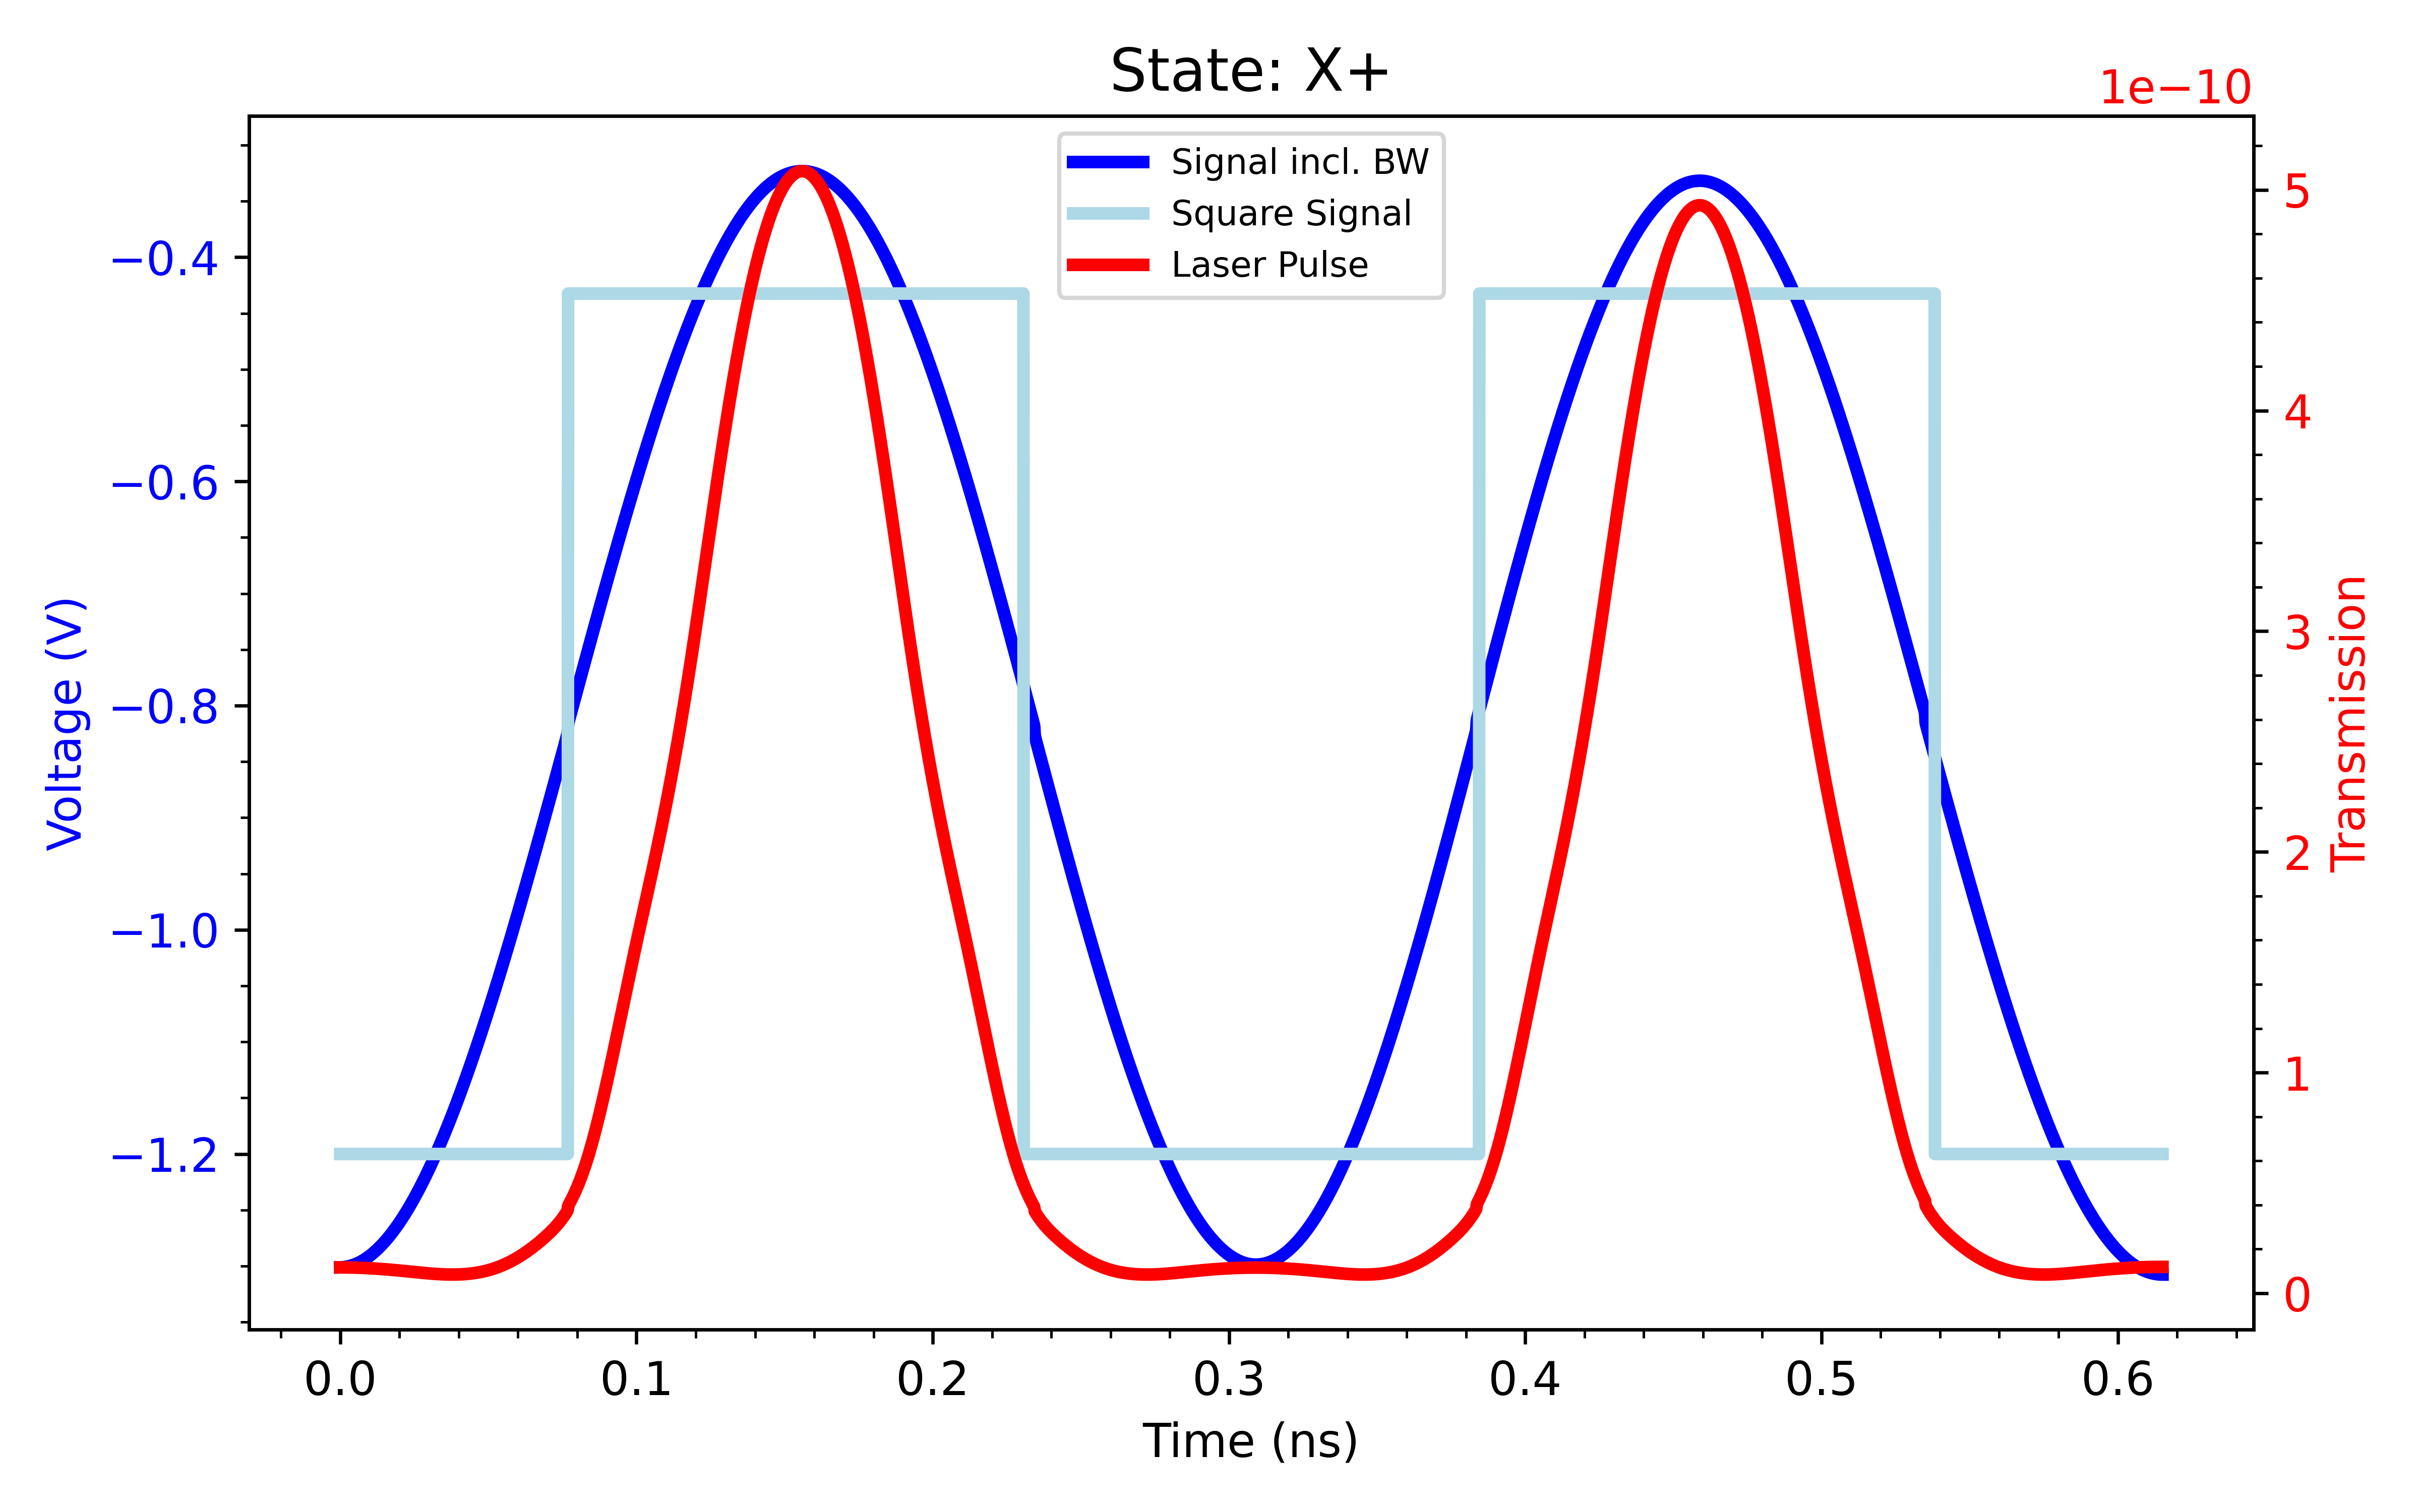 State: X+
1e−10
Signal incl. BW
Square Signal
Laser Pulse
Voltage (V)
−0.4
−0.6
−0.8
−1.0
−1.2
5
4
3
2
1
0
Transmission
0.0 0.1 0.2 0.3 0.4 0.5 0.6
Time (ns)